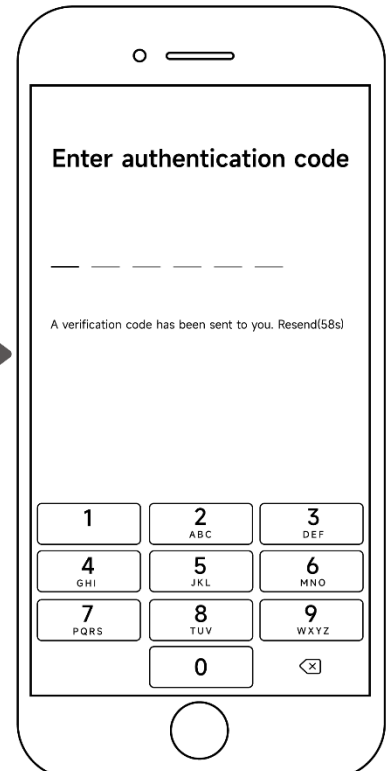 Enter authentication code
A verification code has been sent to you. Resend(58s)
1
2
ABC
3
DEF
4
GHI
5
JKL
6
MNO
7
PQRS
8
TUV
9
WXYZ
0